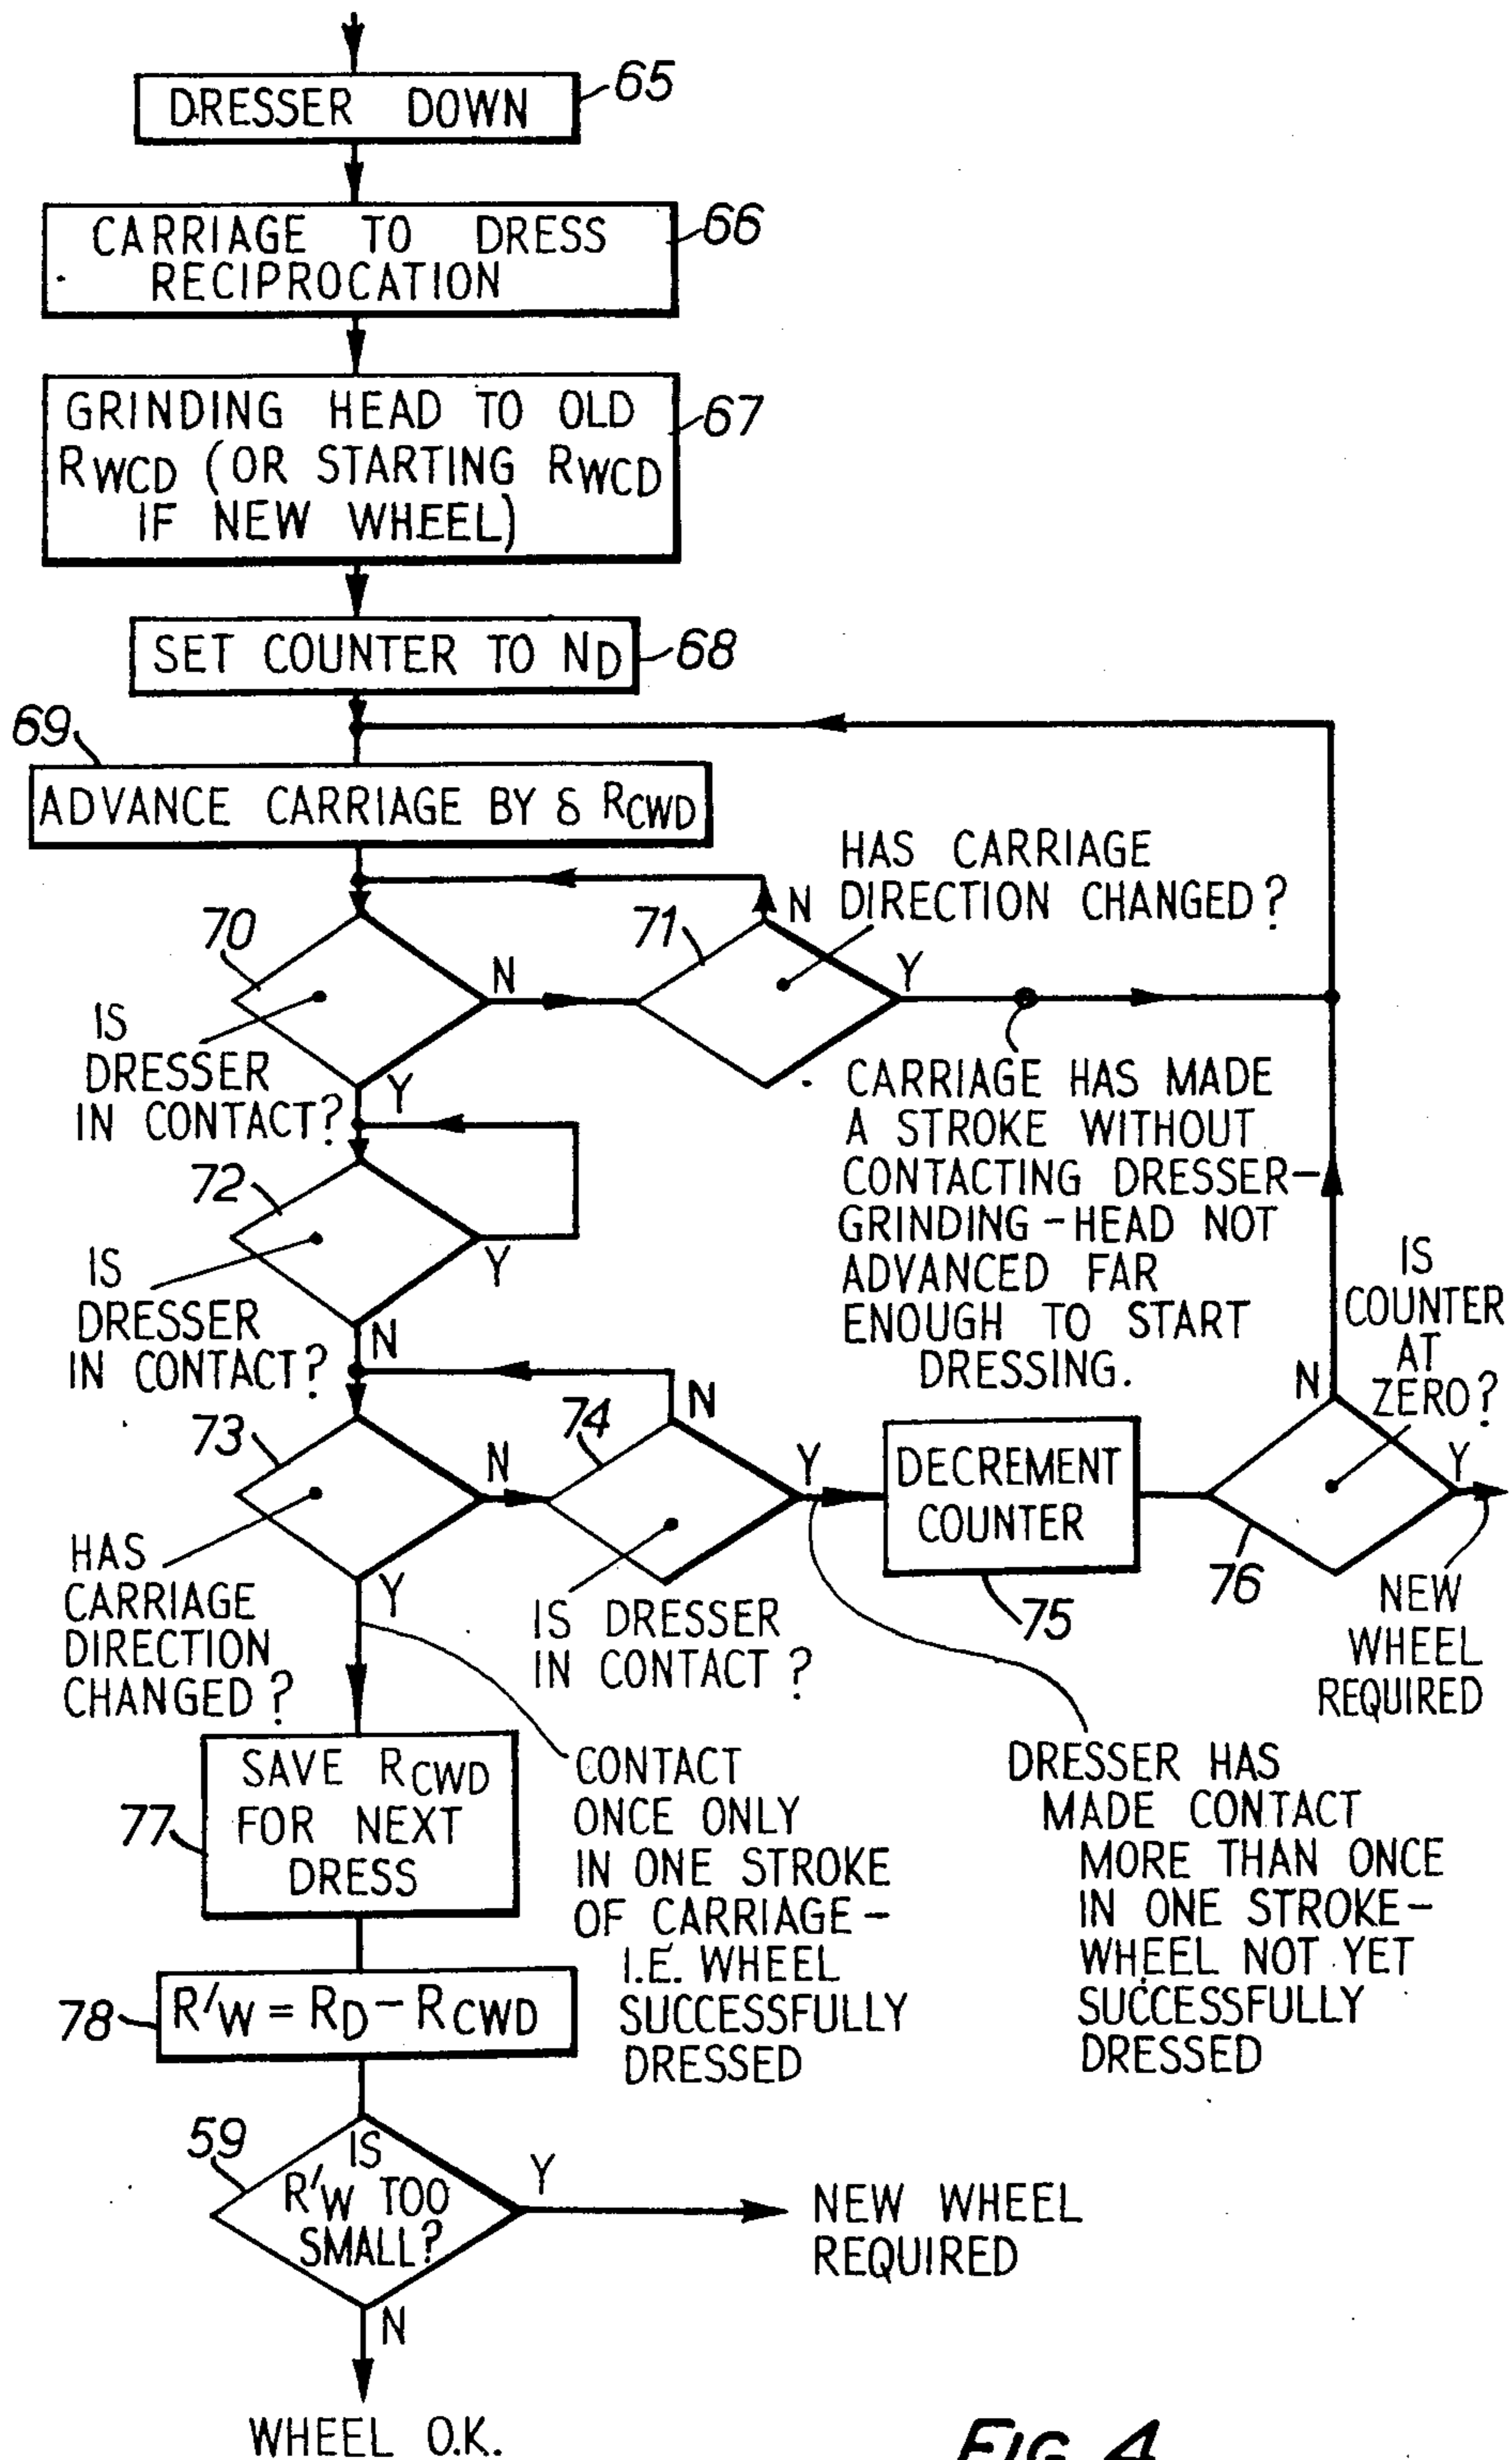 DRESSER DOWN
65
CARRIAGE TO DRESS
RECIPROCATION
66
GRINDING HEAD TO OLD
RWCD (OR STARTING RWCD
IF NEW WHEEL)
67
SET COUNTER TO ND
68
69
ADVANCE CARRIAGE BY δ RCWD
HAS CARRIAGE
DIRECTION CHANGED?
70
N
71
N
Y
IS
DRESSER
IN CONTACT?
Y
CARRIAGE HAS MADE
A STROKE WITHOUT
CONTACTING DRESSER-
GRINDING-HEAD NOT
ADVANCED FAR
ENOUGH TO START
DRESSING.
72
Y
IS
DRESSER
IN CONTACT?
N
IS
COUNTER
AT
ZERO?
73
N
74
N
Y
DECREMENT
COUNTER
75
N
Y
76
NEW
WHEEL
REQUIRED
HAS
CARRIAGE
DIRECTION
CHANGED?
Y
IS DRESSER
IN CONTACT?
SAVE RCWD
FOR NEXT
DRESS
77
CONTACT
ONCE ONLY
IN ONE STROKE
OF CARRIAGE-
I.E. WHEEL
SUCCESSFULLY
DRESSED
DRESSER HAS
MADE CONTACT
MORE THAN ONCE
IN ONE STROKE-
WHEEL NOT YET
SUCCESSFULLY
DRESSED
78
R'W = RD - RCWD
59
IS
R'W TOO
SMALL?
Y
NEW WHEEL
REQUIRED
N
WHEEL O.K.
FIG. 4